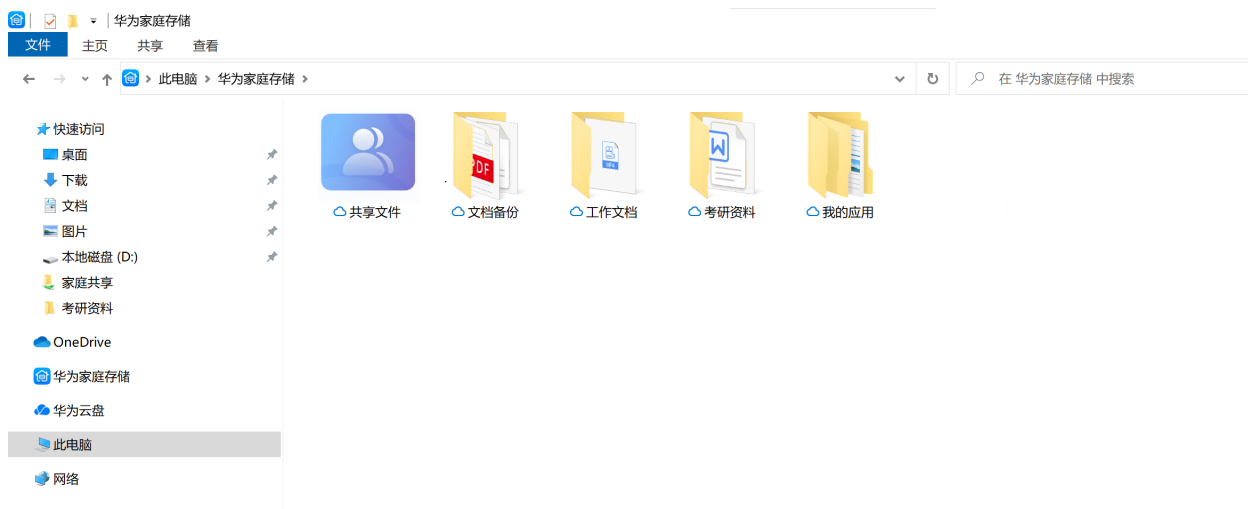 华为家庭存储
文件 主页 共享 查看
此电脑 华为家庭存储 在 华为家庭存储 中搜索
快速访问
桌面
下载
文档
图片
本地磁盘 (D:)
家庭共享
考研资料
OneDrive
华为家庭存储
华为云盘
此电脑
网络
PDF
W
共享文件 文档备份 工作文档 考研资料 我的应用